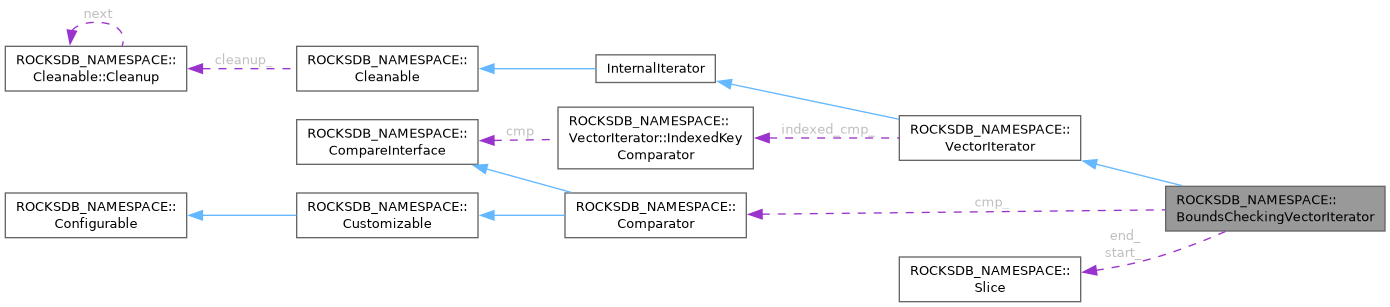 next
ROCKSDB_NAMESPACE::
Cleanable::Cleanup
cleanup_
ROCKSDB_NAMESPACE::
Cleanable
InternalIterator
ROCKSDB_NAMESPACE::
CompareInterface
cmp
ROCKSDB_NAMESPACE::
VectorIterator::IndexedKey
Comparator
indexed_cmp_
ROCKSDB_NAMESPACE::
VectorIterator
ROCKSDB_NAMESPACE::
Configurable
ROCKSDB_NAMESPACE::
Customizable
ROCKSDB_NAMESPACE::
Comparator
cmp_
ROCKSDB_NAMESPACE::
BoundsCheckingVectorIterator
end_
start_
ROCKSDB_NAMESPACE::
Slice